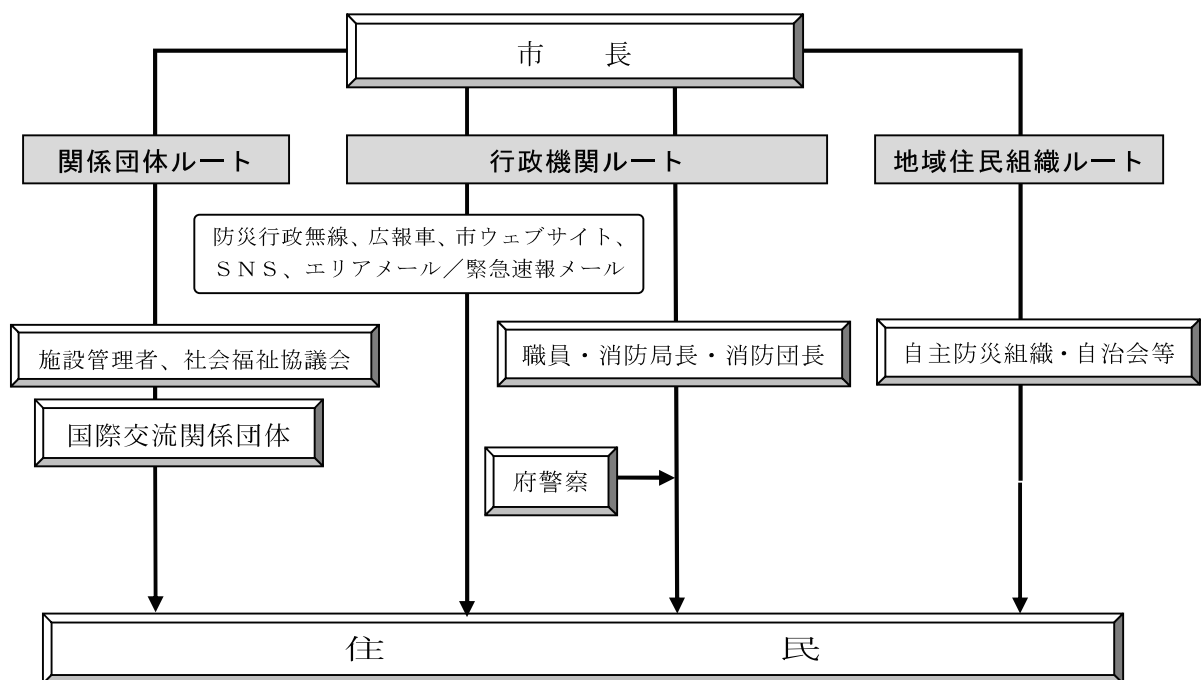 市　　長
関係団体ルート
行政機関ルート
地域住民組織ルート
防災行政無線、広報車、市ウェブサイト、
ＳＮＳ、エリアメール／緊急速報メール
施設管理者、社会福祉協議会
職員・消防局長・消防団長
自主防災組織・自治会等
国際交流関係団体
府警察
住　　民